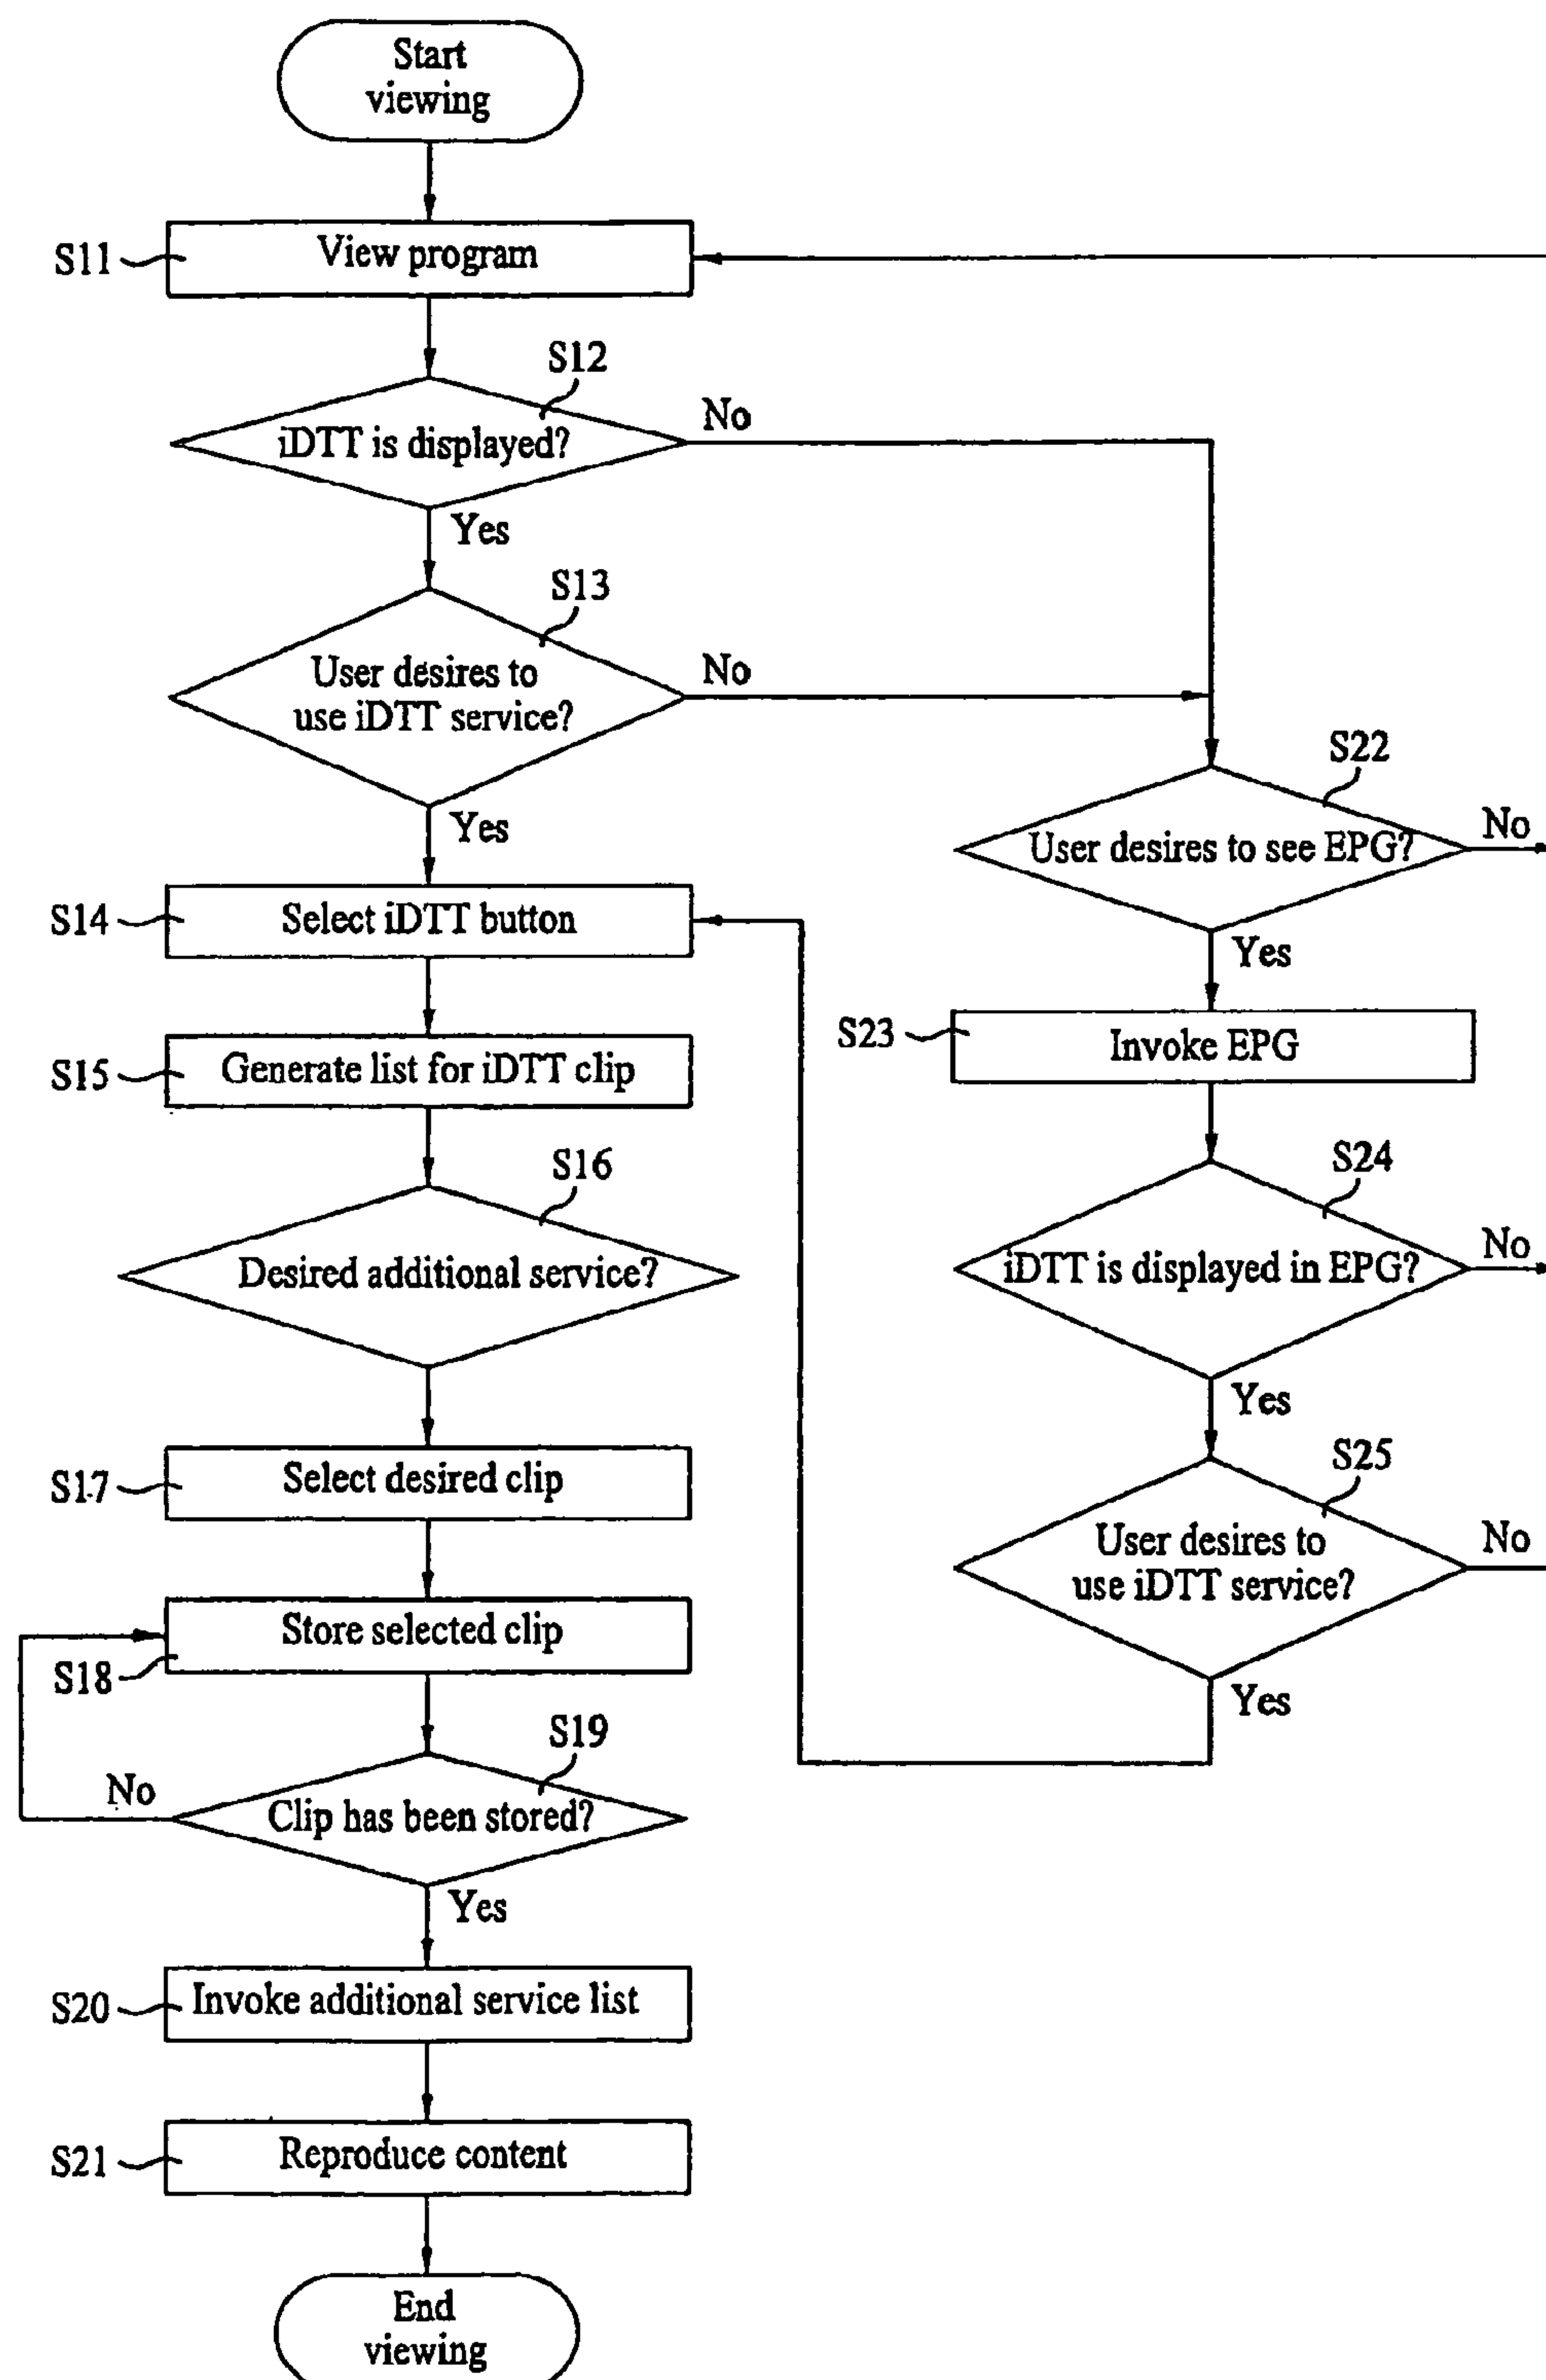 Start
viewing
S11
View program
S12
iDTT is displayed?
No
Yes
S13
User desires to
use iDTT service?
No
Yes
S14
Select iDTT button
S15
Generate list for iDTT clip
S16
Desired additional service?
S17
Select desired clip
Store selected clip
S18
S19
No
Clip has been stored?
Yes
S20
Invoke additional service list
S21
Reproduce content
End
viewing
S22
User desires to see EPG?
No
Yes
S23
Invoke EPG
S24
iDTT is displayed in EPG?
No
Yes
S25
User desires to
use iDTT service?
No
Yes